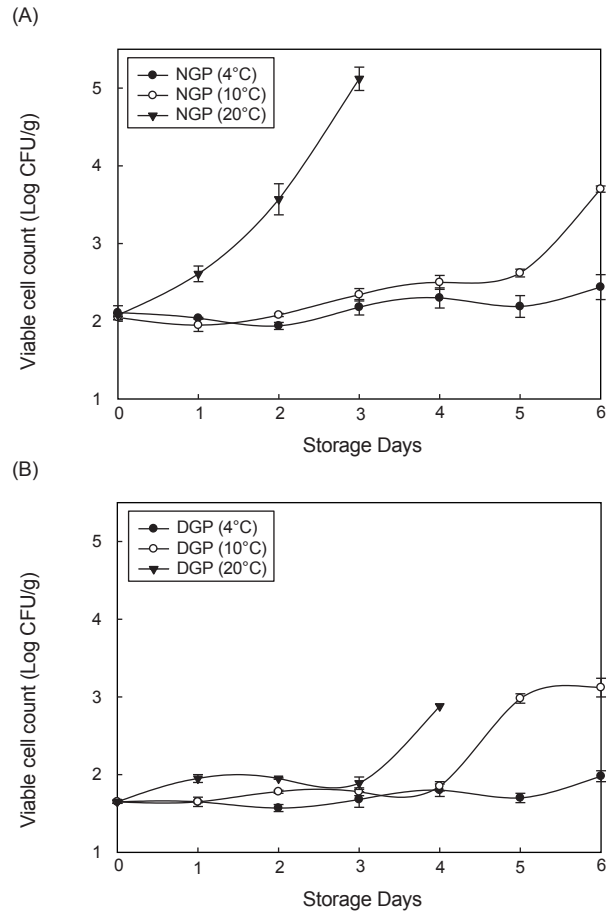 (A)
Viable cell count (Log CFU/g)
5
4
3
2
1
NGP (4°C)
NGP (10°C)
NGP (20°C)
0 1 2 3 4 5 6
Storage Days
(B)
Viable cell count (Log CFU/g)
5
4
3
2
1
DGP (4°C)
DGP (10°C)
DGP (20°C)
0 1 2 3 4 5 6
Storage Days